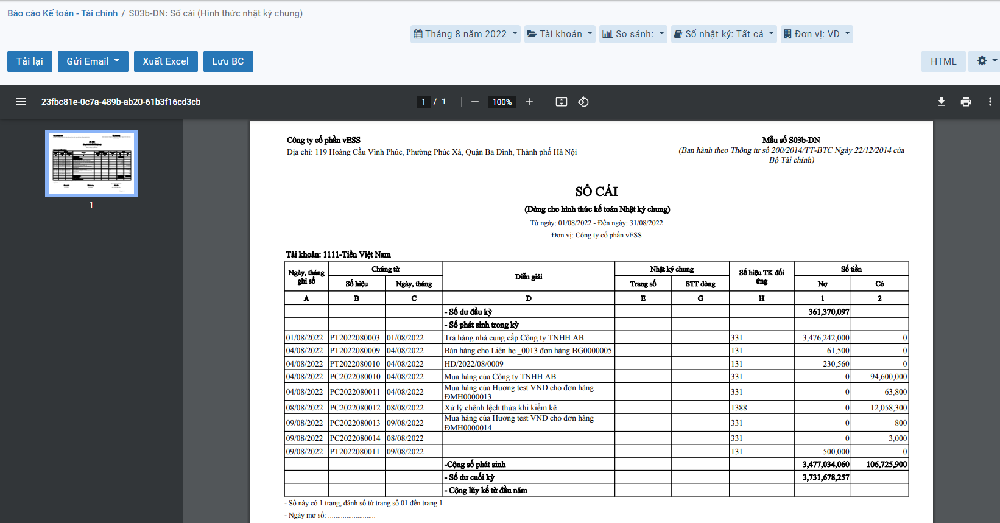 Báo cáo Kế toán - Tài chính / S03b-DN: Sổ cái (Hình thức nhật ký chung)
Tháng 8 năm 2022 Tài khoản So sánh: Sổ nhật ký: Tất cả Đơn vị: VD
Tải lại Gửi Email Xuất Excel Lưu BC HTML
23fbc81e-0c7a-489b-ab20-61b3f16cd3cb 1 / 1 100%
1
Công ty cổ phần vESS
Địa chỉ: 119 Hoàng Cầu Vĩnh Phúc, Phường Phúc Xá, Quận Ba Đình, Thành phố Hà Nội
Mẫu số S03b-DN
(Ban hành theo Thông tư số 200/2014/TT-BTC Ngày 22/12/2014 của
Bộ Tài chính)
SỔ CÁI
(Dùng cho hình thức kế toán Nhật ký chung)
Từ ngày: 01/08/2022 - Đến ngày: 31/08/2022
Đơn vị: Công ty cổ phần vESS
Tài khoản: 1111-Tiền Việt Nam
Ngày, tháng ghi sổ Chứng từ Diễn giải Nhật ký chung Số hiệu TK đối ứng Số tiền
Số hiệu Ngày, tháng Trang số STT dòng Nợ Có
A B C D E G H 1 2
- Số dư đầu kỳ 361,370,097
- Số phát sinh trong kỳ
01/08/2022 PT2022080003 01/08/2022 Trả hàng nhà cung cấp Công ty TNHH AB 331 3,476,242,000 0
04/08/2022 PT2022080009 04/08/2022 Bán hàng cho Liên hệ _0013 đơn hàng BG0000005 131 61,500 0
04/08/2022 PT2022080010 04/08/2022 HD/2022/08/0009 131 230,560 0
04/08/2022 PC2022080010 04/08/2022 Mua hàng của Công ty TNHH AB 331 0 94,600,000
04/08/2022 PC2022080011 04/08/2022 Mua hàng của Hương test VND cho đơn hàng ĐMH0000013 331 0 63,800
08/08/2022 PC2022080012 08/08/2022 Xử lý chênh lệch thừa khi kiểm kê 1388 0 12,058,300
09/08/2022 PC2022080013 09/08/2022 Mua hàng của Hương test VND cho đơn hàng ĐMH0000014 331 0 800
09/08/2022 PC2022080014 08/08/2022 331 0 3,000
09/08/2022 PT2022080011 09/08/2022 131 500,000 0
-Cộng số phát sinh 3,477,034,060 106,725,900
- Số dư cuối kỳ 3,731,678,257
- Cộng lũy kế từ đầu năm
- Sổ này có 1 trang, đánh số từ trang số 01 đến trang 1
- Ngày mở sổ: ..........................